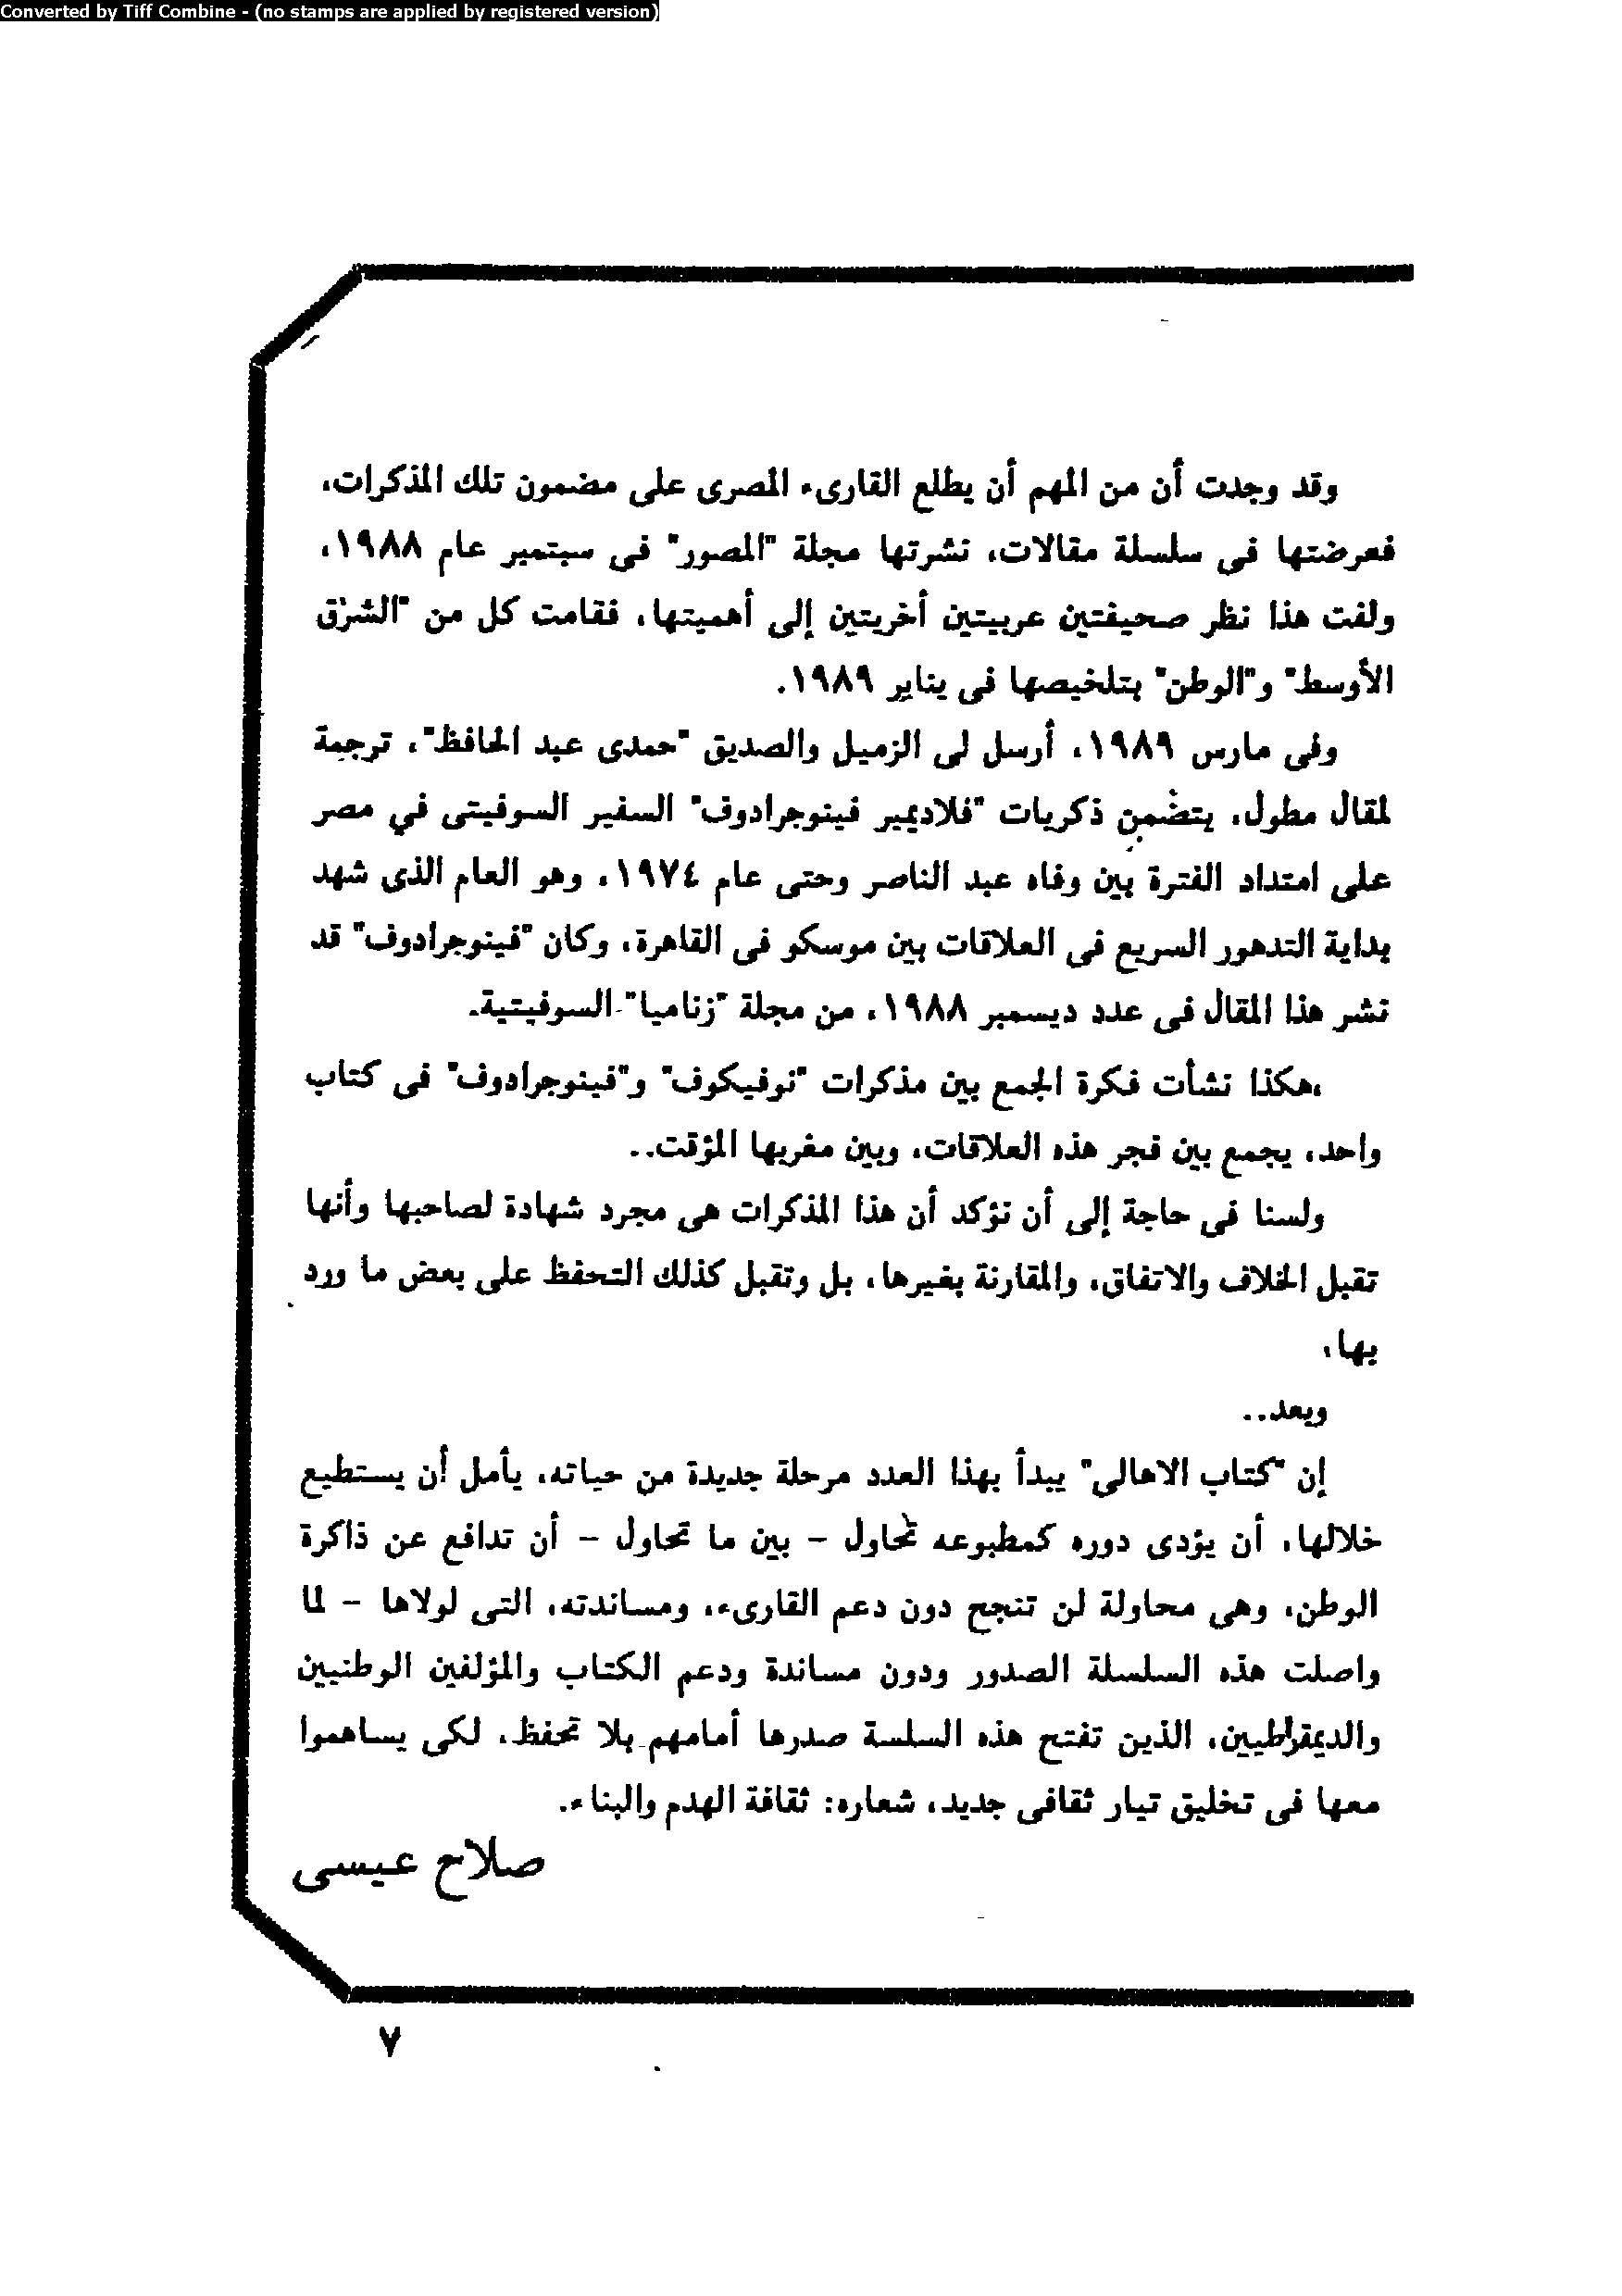 Converted by Tiff Combine - (no stamps are applied by registered version)
وقد وجدت أن من المهم أن يطلع القارىء المصرى على مضمون تلك المذكرات،
فعرضتها فى سلسلة مقالات، نشرتها مجلة "المصور" فى سبتمبر عام ١٩٨٨،
ولفت هذا نظر صحيفتين عربيتين أخريتين إلى أهميتها، فقامت كل من "الشرق
الأوسط" و"الوطن" بتلخيصها فى يناير ١٩٨٩.
وفى مارس ١٩٨٩، أرسل لى الزميل والصديق "حمدى عبد الحافظ"، ترجمة
لمقال مطول، يتضمن ذكريات "فلاديمير فينوجرادوف" السفير السوفيتى في مصر
على امتداد الفترة بين وفاه عبد الناصر وحتى عام ١٩٧٤، وهو العام الذى شهد
بداية التدهور السريع فى العلاقات بين موسكو فى القاهرة، وكان "فينوجرادوف" قد
نشر هذا المقال فى عدد ديسمبر ١٩٨٨، من مجلة "زناميا" السوفيتية.
،هكذا نشأت فكرة الجمع بين مذكرات "نوفيكوف" و"فينوجرادوف" فى كتاب
واحد، يجمع بين فجر هذه العلاقات، وبين مغربها المؤقت..
ولسنا فى حاجة إلى أن نؤكد أن هذا المذكرات هى مجرد شهادة لصاحبها وأنها
تقبل الخلاف والاتفاق، والمقارنة بغيرها، بل وتقبل كذلك التحفظ على بعض ما ورد
بها،
وبعد..
إن "كتاب الاهالى" يبدأ بهذا العدد مرحلة جديدة من حياته، يأمل أن يستطيع
خلالها، أن يؤدى دوره كمطبوعه تحاول - بين ما تحاول - أن تدافع عن ذاكرة
الوطن، وهى محاولة لن تنجح دون دعم القارىء، ومساندته، التى لولاها - لما
واصلت هذه السلسلة الصدور ودون مساندة ودعم الكتاب والمؤلفين الوطنيين
والديمقراطيين، الذين تفتح هذه السلسة صدرها أمامهم بلا تحفظ، لكى يساهموا
معها فى تخليق تيار ثقافى جديد، شعاره: ثقافة الهدم والبناء.
صلاح عيسى
٧